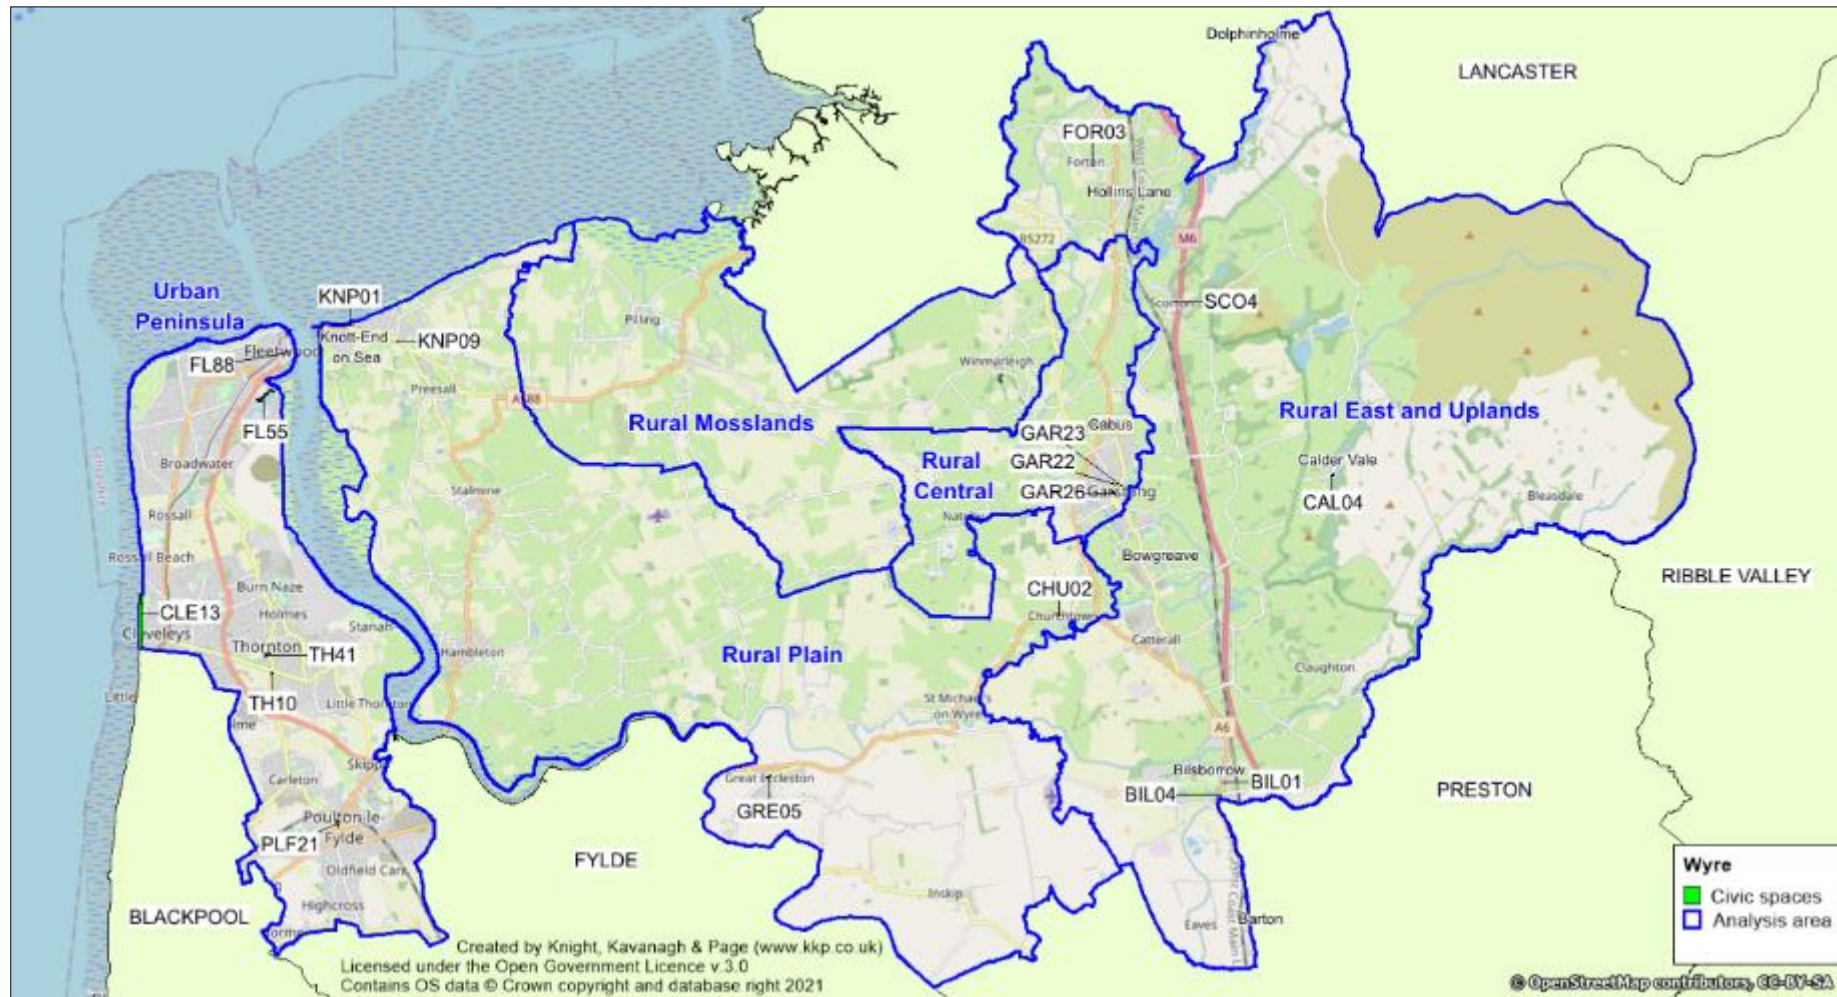 Dolphinholme
LANCASTER
FOR03
Forton
Hollins Lane
B5272
M6
Urban
Peninsula
KNP01
SCO4
Scorton
Pilling
Knott-End
on Sea
KNP09
Fleetwood
FL88
Winmarleigh
Preesall
A588
Rural Mosslands
Rural East and Uplands
FL55
GAR23
Cabus
Broadwater
Rural
Central
GAR22
Calder Vale
Stalmine
GAR26
Garstang
CAL04
Bleasdale
Rossall
Nateby
Rossall Beach
Bowgreave
Burn Naze
CHU02
RIBBLE VALLEY
CLE13
Holmes
Churchtown
Cleveleys
Stanah
Thornton
TH41
Hambleton
Rural Plain
Catterall
Claughton
Little
TH10
Little Thornton
St Michael's
on Wyre
A6
Skipp
Carleton
Great Eccleston
Bilsborrow
BIL01
BIL04
PRESTON
GRE05
Poulton-le-
Fylde
PLF21
FYLDE
Oldfield Carr
Inskip
Highcross
BLACKPOOL
Eaves
Barton
Wyre
Civic spaces
Analysis area
Created by Knight, Kavanagh & Page (www.kkp.co.uk)
Licensed under the Open Government Licence v.3.0
Contains OS data © Crown copyright and database right 2021
© OpenStreetMap contributors, CC-BY-SA